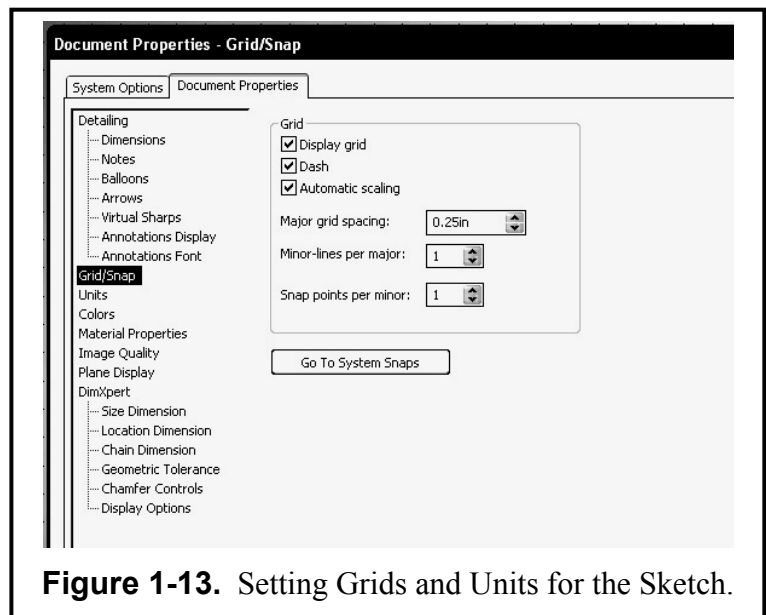 Document Properties - Grid/Snap
System Options Document Properties
Detailing
Dimensions
Notes
Balloons
Arrows
Virtual Sharps
Annotations Display
Annotations Font
Grid/Snap
Units
Colors
Material Properties
Image Quality
Plane Display
DimXpert
Size Dimension
Location Dimension
Chain Dimension
Geometric Tolerance
Chamfer Controls
Display Options
Grid
Display grid
Dash
Automatic scaling
Major grid spacing: 0.25in
Minor-lines per major: 1
Snap points per minor: 1
Go To System Snaps
Figure 1-13. Setting Grids and Units for the Sketch.